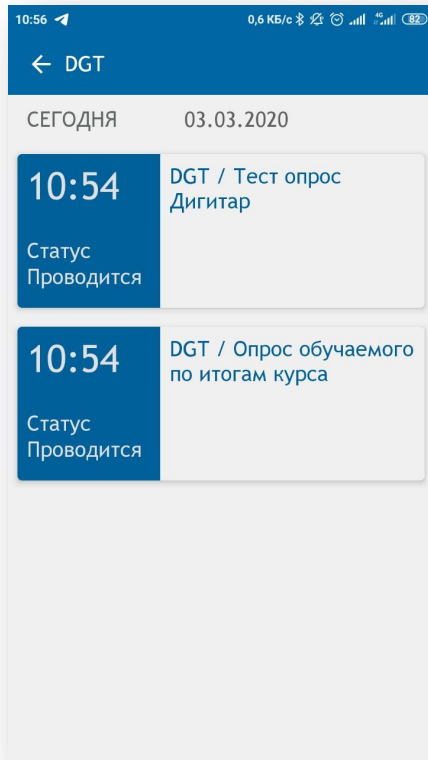 10:56 0,6 КБ/с 4G 82
← DGT
СЕГОДНЯ 03.03.2020
10:54 DGT / Тест опрос
Дигитар
Статус
Проводится
10:54 DGT / Опрос обучаемого
по итогам курса
Статус
Проводится